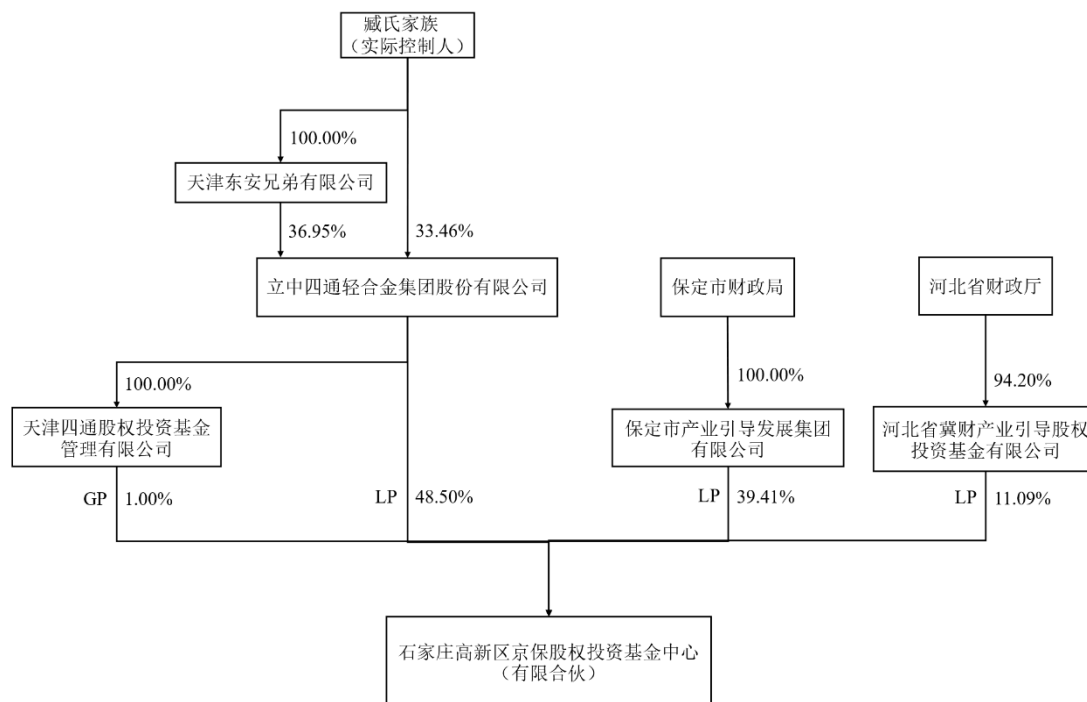 臧氏家族
（实际控制人）
100.00%
天津东安兄弟有限公司
36.95%
33.46%
立中四通轻合金集团股份有限公司
保定市财政局
河北省财政厅
100.00%
100.00%
94.20%
天津四通股权投资基金
管理有限公司
保定市产业引导发展集团
有限公司
河北省冀财产业引导股权
投资基金有限公司
GP 1.00%
LP 48.50%
LP 39.41%
LP 11.09%
石家庄高新区京保股权投资基金中心
（有限合伙）